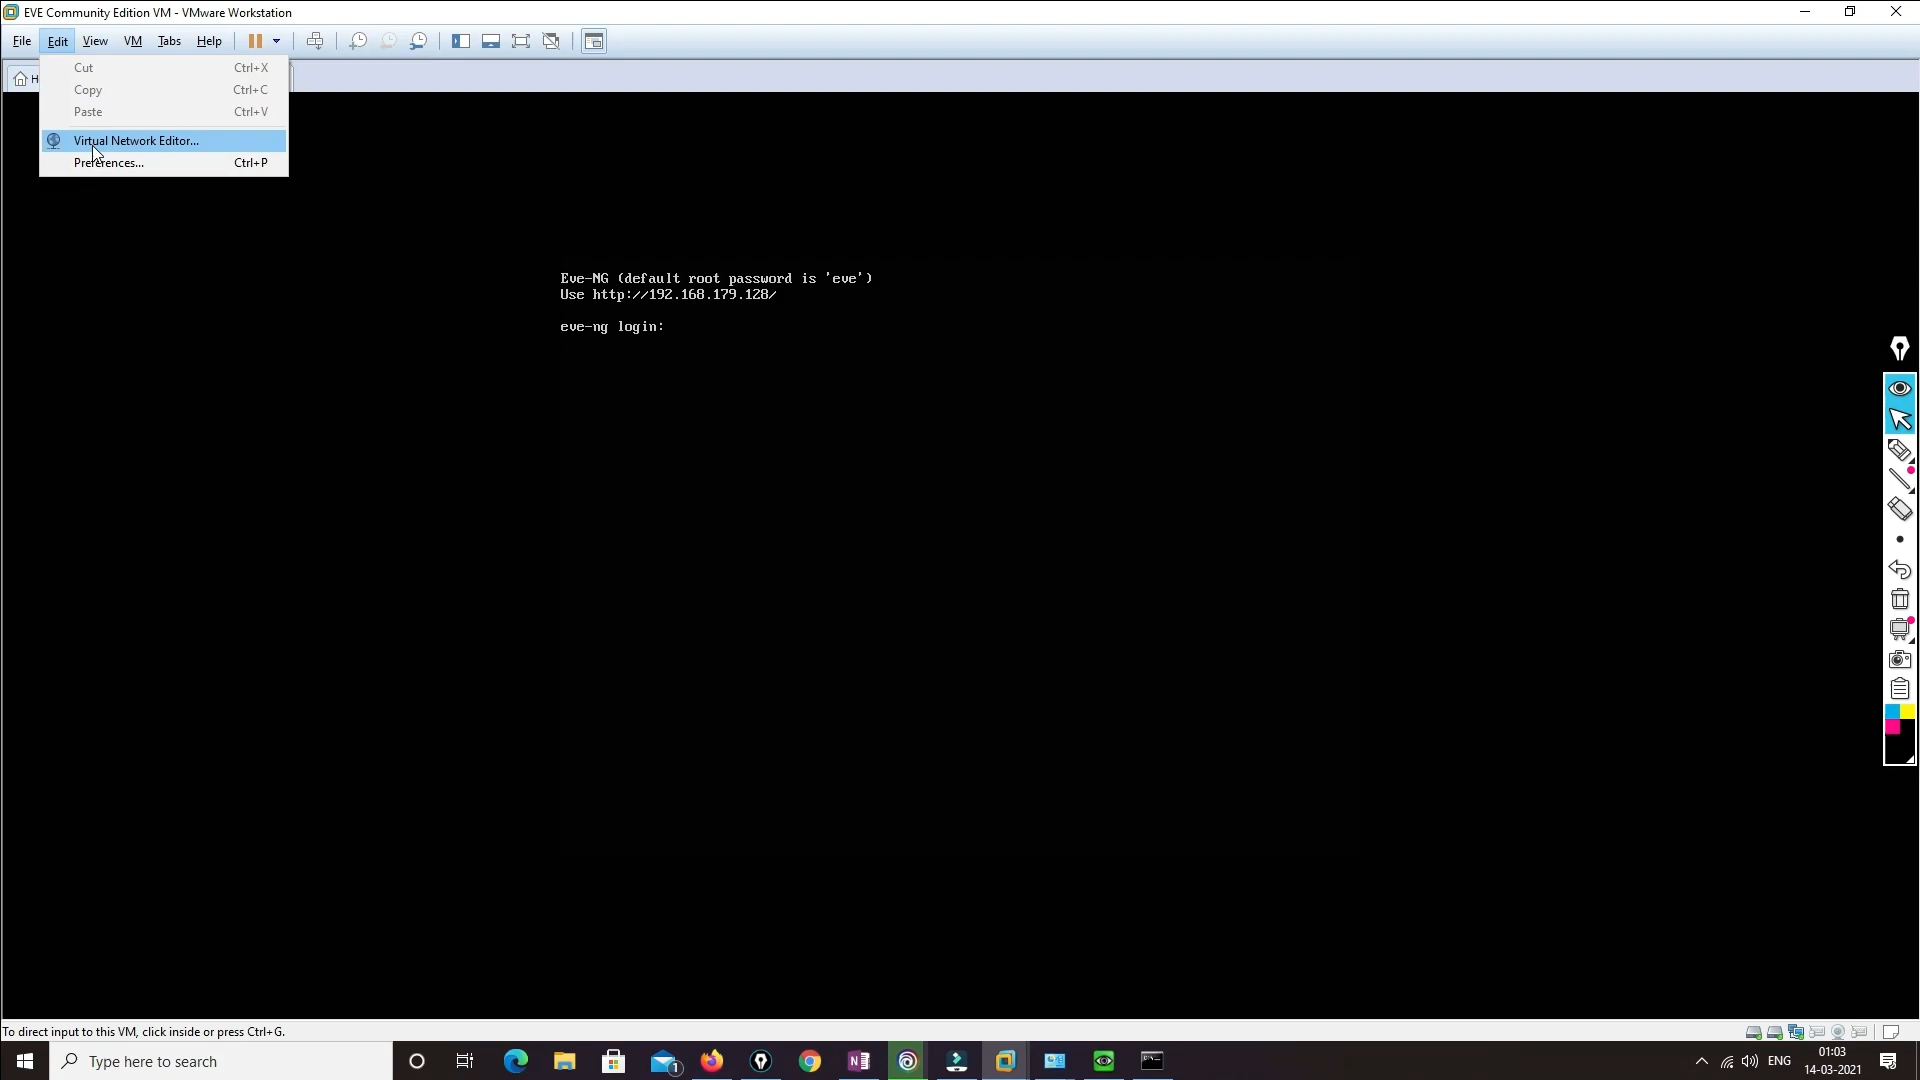 EVE Community Edition VM - VMware Workstation
File Edit View VM Tabs Help
H
Cut Ctrl+X
Copy Ctrl+C
Paste Ctrl+V
Virtual Network Editor...
Preferences... Ctrl+P
Eve-NG (default root password is 'eve')
Use http://192.168.179.128/
eve-ng login:
To direct input to this VM, click inside or press Ctrl+G.
Type here to search
1
ENG
01:03
14-03-2021